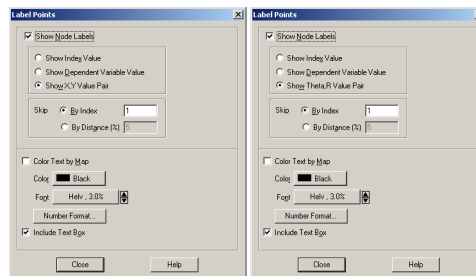 Label Points
Show Node Labels
Show Index Value
Show Dependent Variable Value
Show X,Y Value Pair
Skip By Index 1
By Distance (%) 5
Color Text by Map
Color Black
Font Helv , 3.0%
Number Format...
Include Text Box
Close Help
Label Points
Show Node Labels
Show Index Value
Show Dependent Variable Value
Show Theta,R Value Pair
Skip By Index 1
By Distance (%) 5
Color Text by Map
Color Black
Font Helv , 3.0%
Number Format...
Include Text Box
Close Help